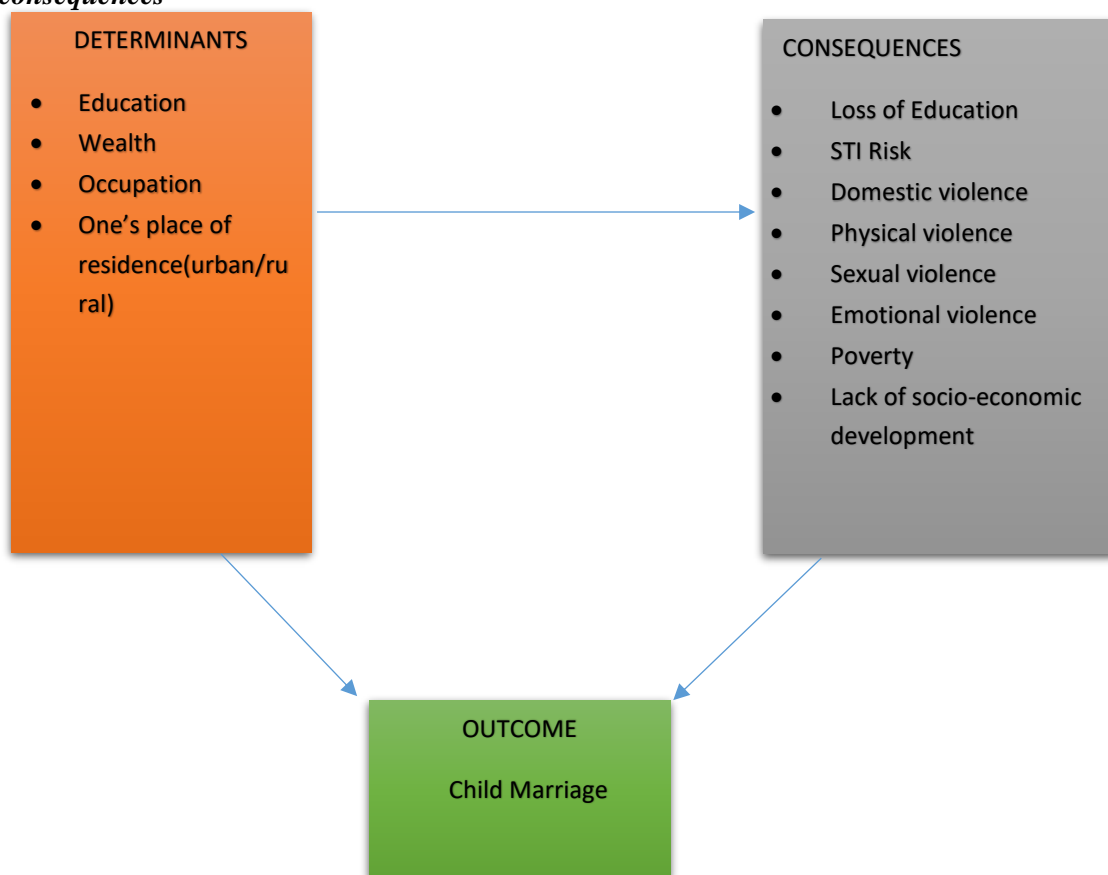 consequences
DETERMINANTS
• Education
• Wealth
• Occupation
• One's place of
residence(urban/ru
ral)
CONSEQUENCES
• Loss of Education
• STI Risk
• Domestic violence
• Physical violence
• Sexual violence
• Emotional violence
• Poverty
• Lack of socio-economic
development
OUTCOME
Child Marriage